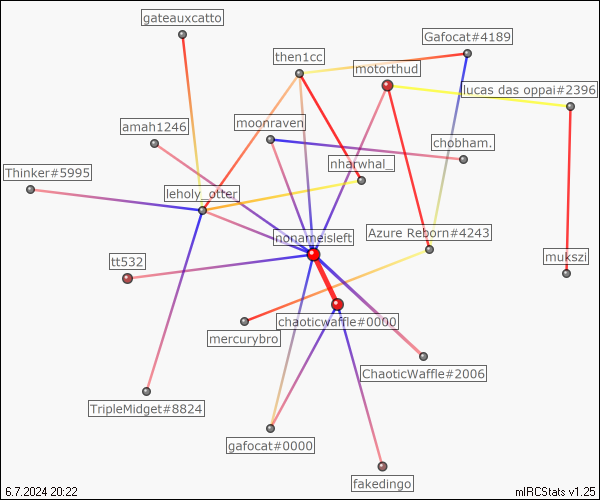 gateauxcatto
Gafocat#4189
then1cc
motorthud
lucas das oppai#2396
amah1246
moonraven
chobham.
nharwhal_
Thinker#5995
leholy_otter
nonameisleft
Azure Reborn#4243
tt532
mukszi
chaoticwaffle#0000
mercurybro
ChaoticWaffle#2006
TripleMidget#8824
gafocat#0000
fakedingo
6.7.2024 20:22
mIRCStats v1.25